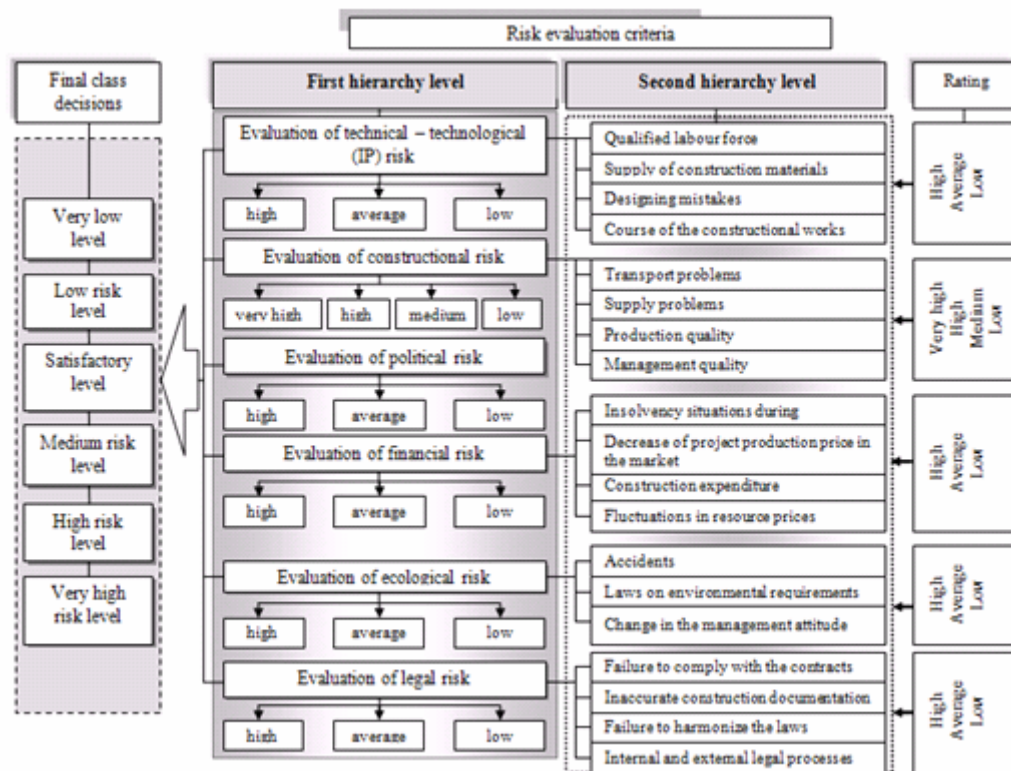 Risk evaluation criteria
Final class
decisions
Very low
level
Low risk
level
Satisfactory
level
Medium risk
level
High risk
level
Very high
risk level
First hierarchy level
Evaluation of technical – technological
(IP) risk
high
average
low
Evaluation of constructional risk
very high
high
medium
low
Evaluation of political risk
high
average
low
Evaluation of financial risk
high
average
low
Evaluation of ecological risk
high
average
low
Evaluation of legal risk
high
average
low
Second hierarchy level
Qualified labour force
Supply of construction materials
Designing mistakes
Course of the constructional works
Transport problems
Supply problems
Production quality
Management quality
Insolvency situations during
Decrease of project production price in
the market
Construction expenditure
Fluctuations in resource prices
Accidents
Laws on environmental requirements
Change in the management attitude
Failure to comply with the contracts
Inaccurate construction documentation
Failure to harmonize the laws
Internal and external legal processes
Rating
High
Average
Low
Very high
High
Medium
Low
High
Average
Low
High
Average
Low
High
Average
Low